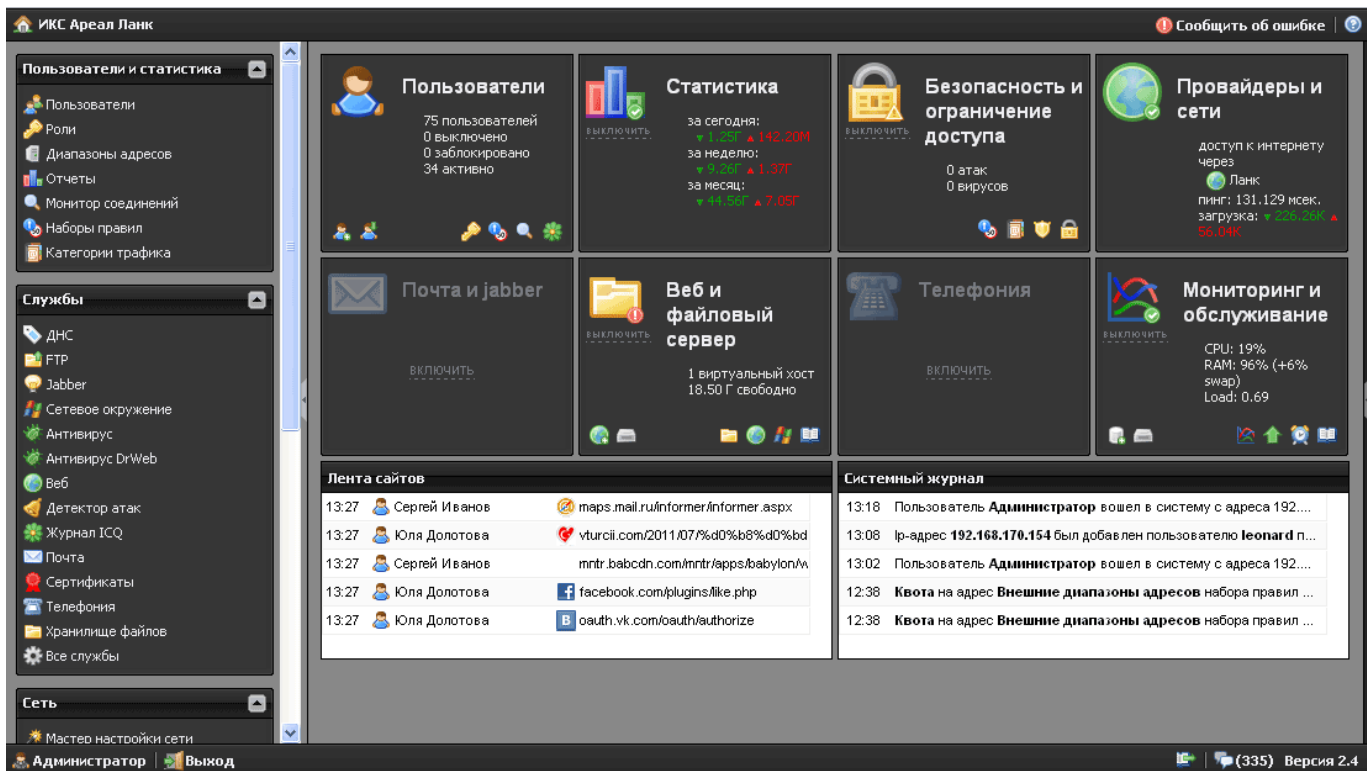 ИКС Ареал Ланк
Сообщить об ошибке
Пользователи и статистика
Пользователи
Роли
Диапазоны адресов
Отчеты
Монитор соединений
Наборы правил
Категории трафика
Службы
ДНС
FTP
Jabber
Сетевое окружение
Антивирус
Антивирус DrWeb
Веб
Детектор атак
Журнал ICQ
Почта
Сертификаты
Телефония
Хранилище файлов
Все службы
Сеть
Мастер настройки сети
Пользователи
75 пользователей
0 выключено
0 заблокировано
34 активно
Статистика
выключить
за сегодня:
1.25Г 142.20М
за неделю:
9.26Г 1.37Г
за месяц:
44.56Г 7.05Г
Безопасность и
ограничение
доступа
выключить
0 атак
0 вирусов
Провайдеры и
сети
доступ к интернету
через
Ланк
пинг: 131.129 мсек.
загрузка: 226.26К
56.04К
Почта и jabber
включить
Веб и
файловый
сервер
выключить
1 виртуальный хост
18.50 Г свободно
Телефония
включить
Мониторинг и
обслуживание
выключить
CPU: 19%
RAM: 96% (+6%
swap)
Load: 0.69
Лента сайтов
13:27 Сергей Иванов maps.mail.ru/informer/informer.aspx
13:27 Юля Долотова vturcii.com/2011/07/%d0%b8%d0%bd
13:27 Сергей Иванов mntr.babcdn.com/mntr/apps/babylon/w
13:27 Юля Долотова facebook.com/plugins/like.php
13:27 Юля Долотова oauth.vk.com/oauth/authorize
Системный журнал
13:18 Пользователь Администратор вошел в систему с адреса 192....
13:08 Ip-адрес 192.168.170.154 был добавлен пользователю leonard п...
13:02 Пользователь Администратор вошел в систему с адреса 192....
12:38 Квота на адрес Внешние диапазоны адресов набора правил ...
12:38 Квота на адрес Внешние диапазоны адресов набора правил ...
Администратор
Выход
(335) Версия 2.4